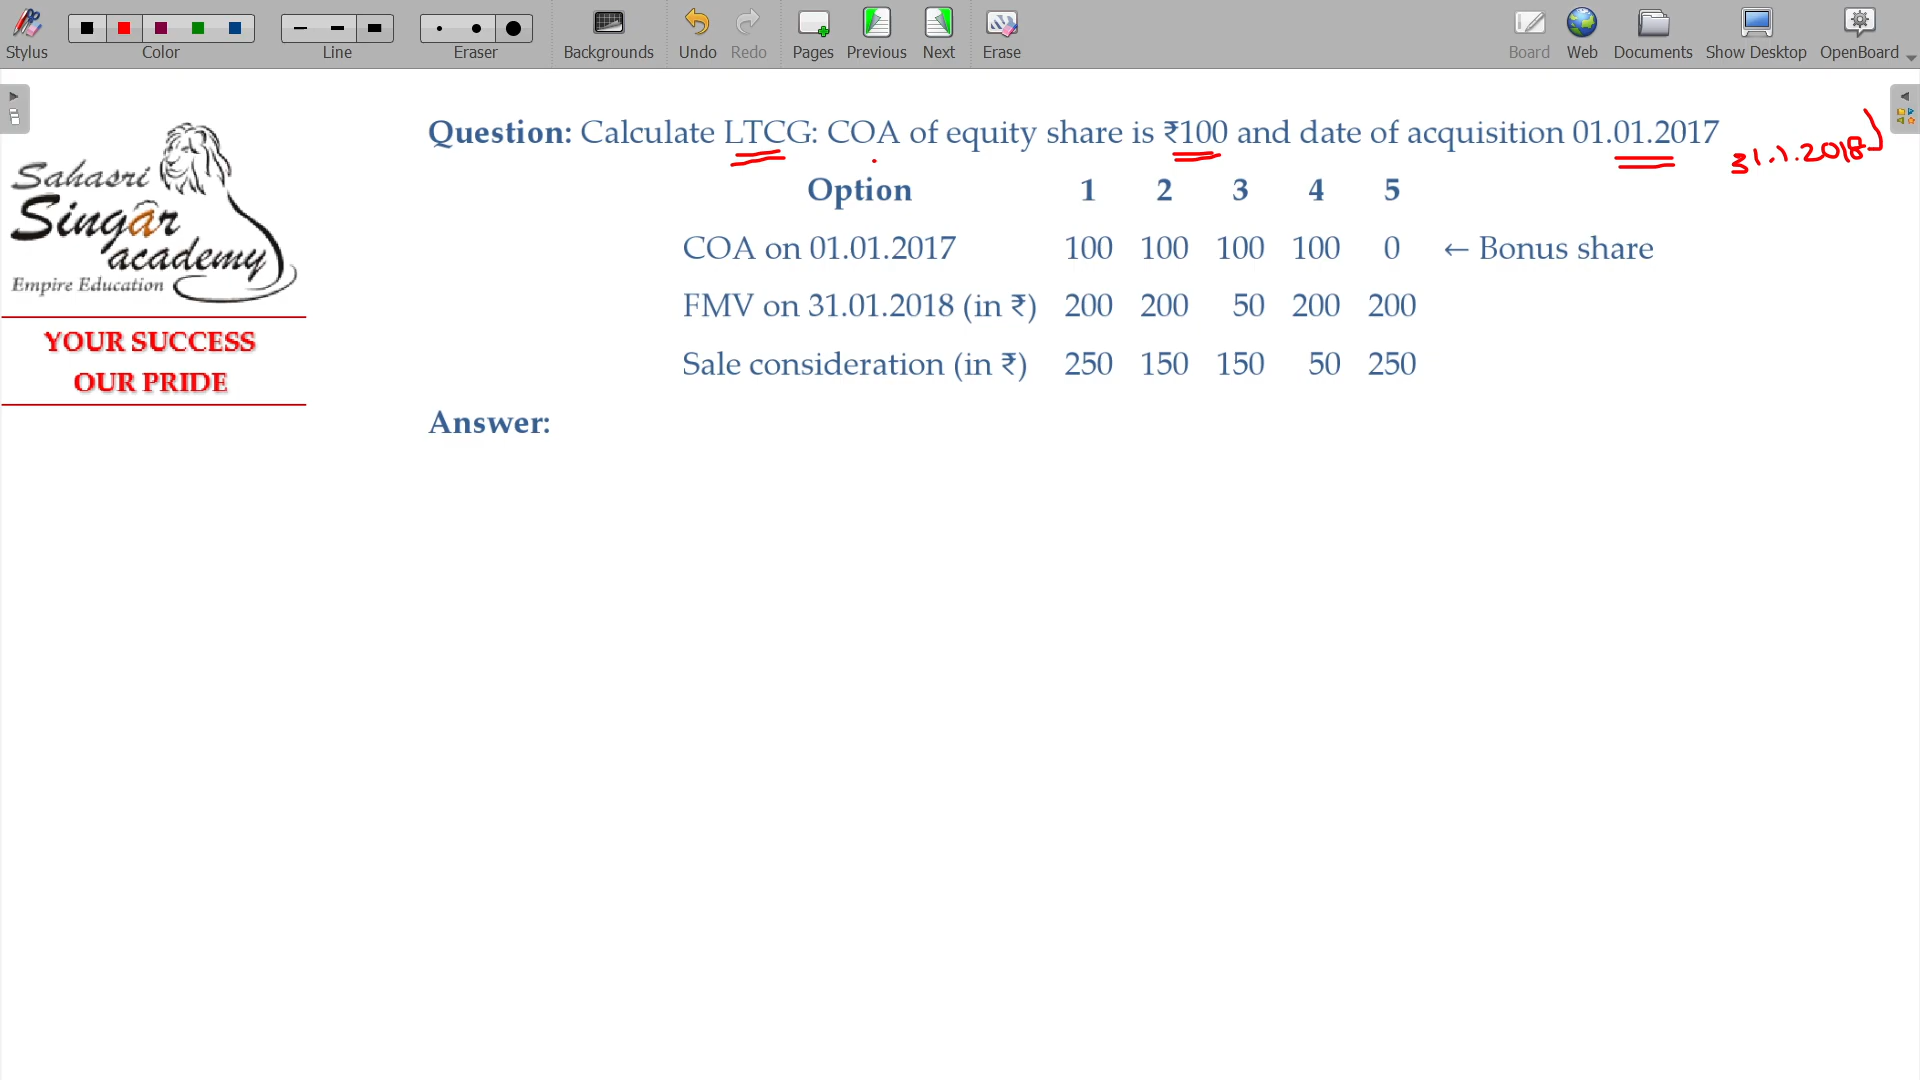 Stylus Color Line Eraser Backgrounds Undo Redo Pages Previous Next Erase Board Web Documents Show Desktop OpenBoard
Sahasri
Singar
academy
Empire Education
YOUR SUCCESS
OUR PRIDE
Question: Calculate LTCG: COA of equity share is ₹100 and date of acquisition 01.01.2017
31.1.2018
Option 1 2 3 4 5
COA on 01.01.2017 100 100 100 100 0 ← Bonus share
FMV on 31.01.2018 (in ₹) 200 200 50 200 200
Sale consideration (in ₹) 250 150 150 50 250
Answer: